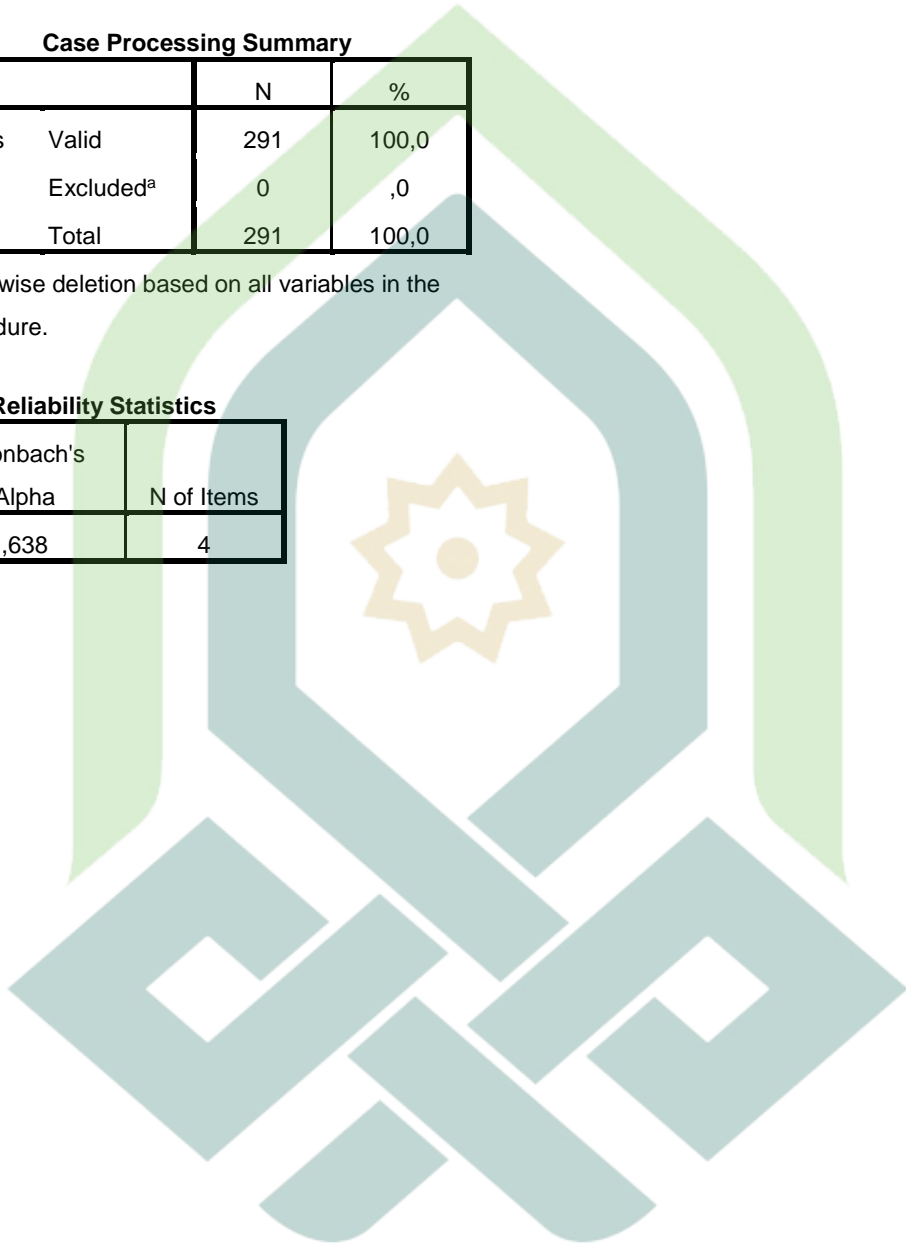 Case Processing Summary
N %
s Valid 291 100,0
Excludedᵃ 0 ,0
Total 291 100,0
wise deletion based on all variables in the
dure.
Reliability Statistics
onbach's
Alpha N of Items
,638 4